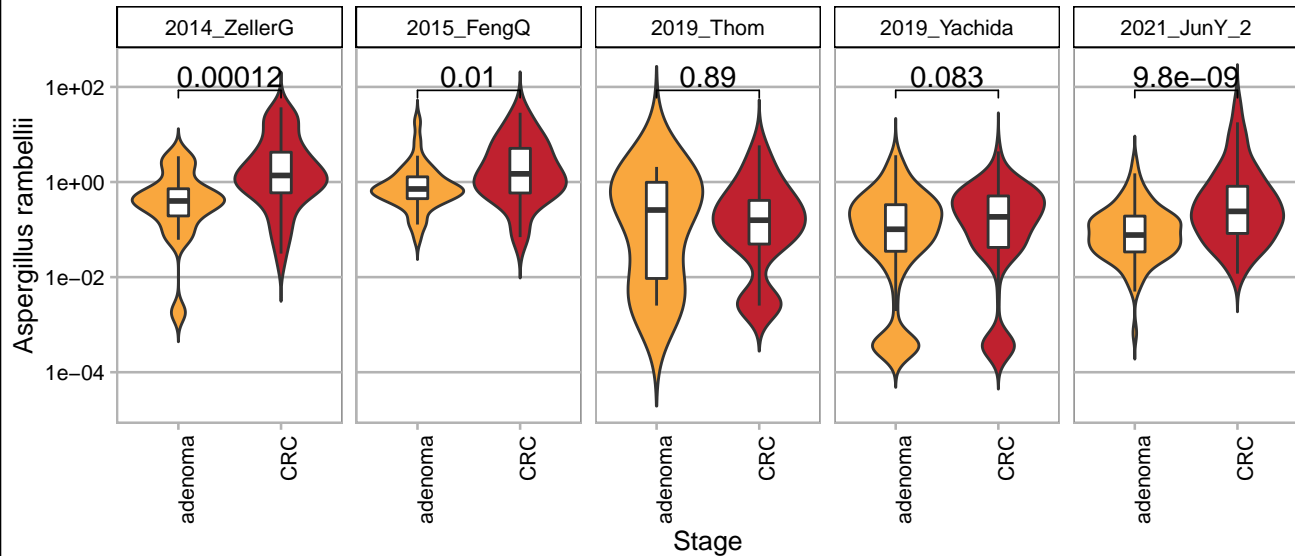 2014_ZellerG 2015_FengQ 2019_Thom 2019_Yachida 2021_JunY_2
0.00012 0.01 0.89 0.083 9.8e−09
Aspergillus rambellii
1e+02
1e+00
1e−02
1e−04
adenoma CRC adenoma CRC adenoma CRC adenoma CRC adenoma CRC
Stage